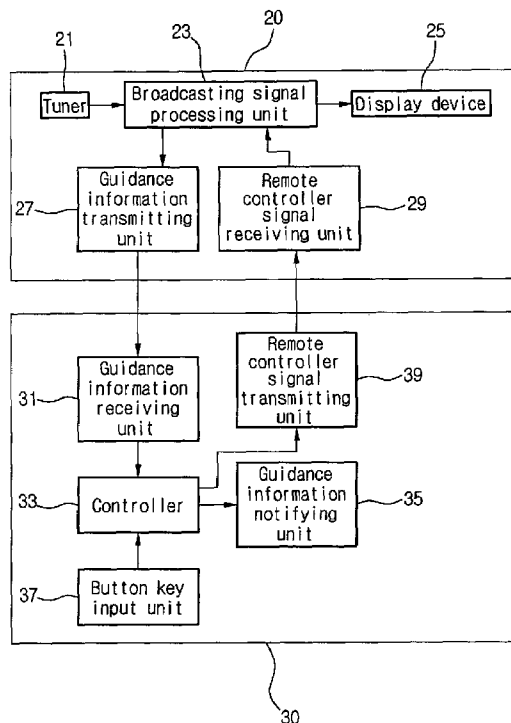 23
20
25
21
Tuner
Broadcasting signal
processing unit
Display device
27
Guidance
information
transmitting
unit
Remote
controller
signal
receiving unit
29
31
Guidance
information
receiving
unit
Remote
controller
signal
transmitting
unit
39
33
Controller
Guidance
information
notifying
unit
35
37
Button key
input unit
30